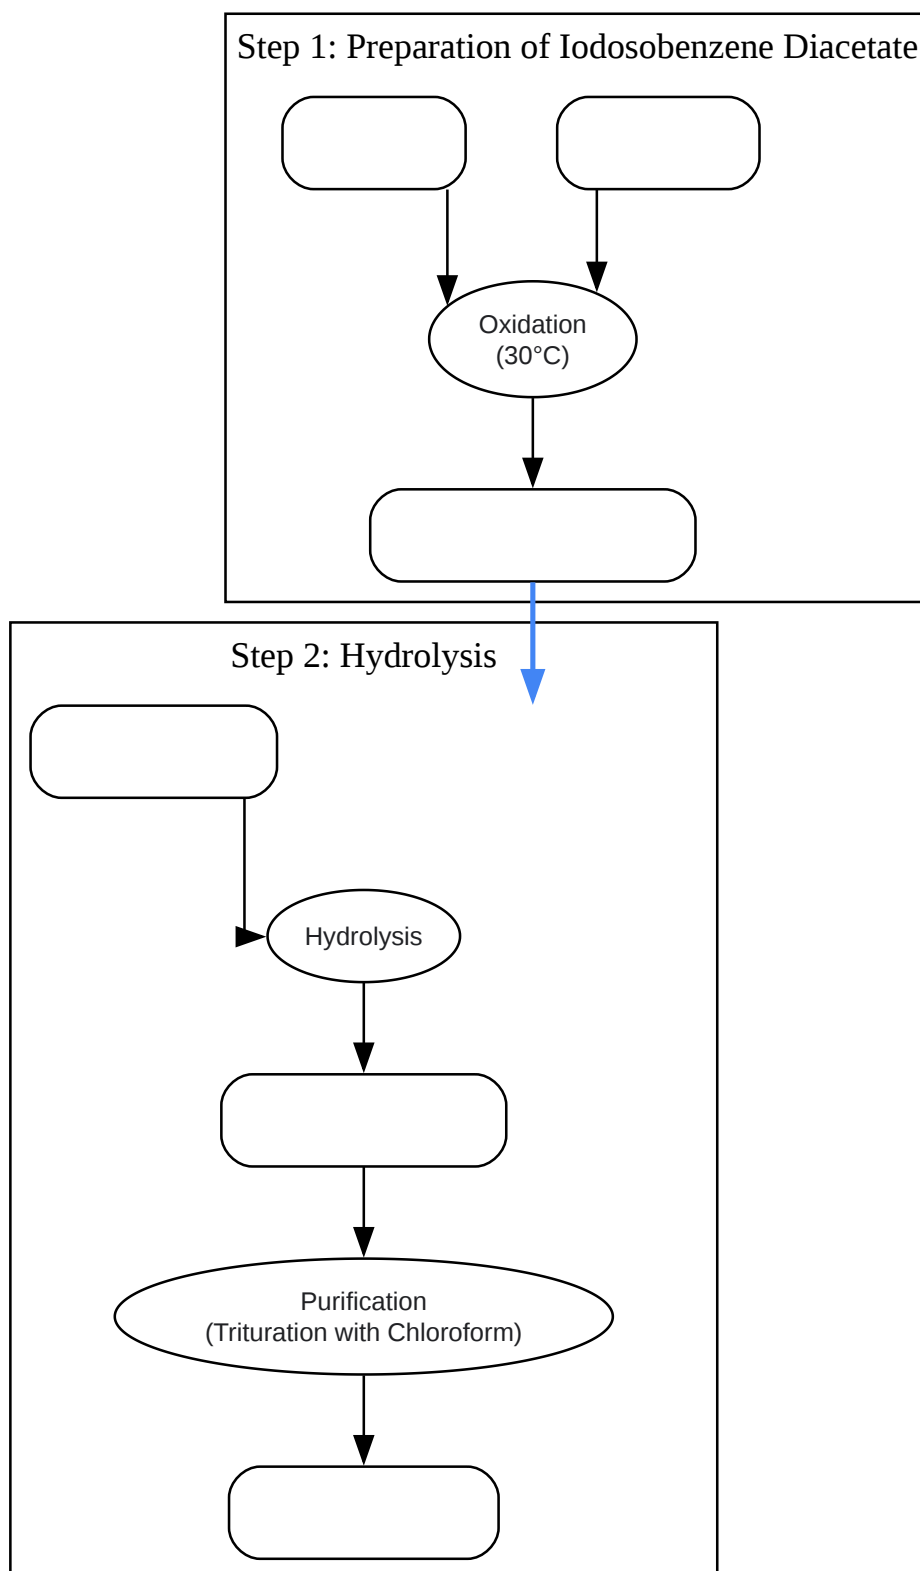 Step 1: Preparation of Iodosobenzene Diacetate
Oxidation
(30°C)
Step 2: Hydrolysis
Hydrolysis
Purification
(Trituration with Chloroform)